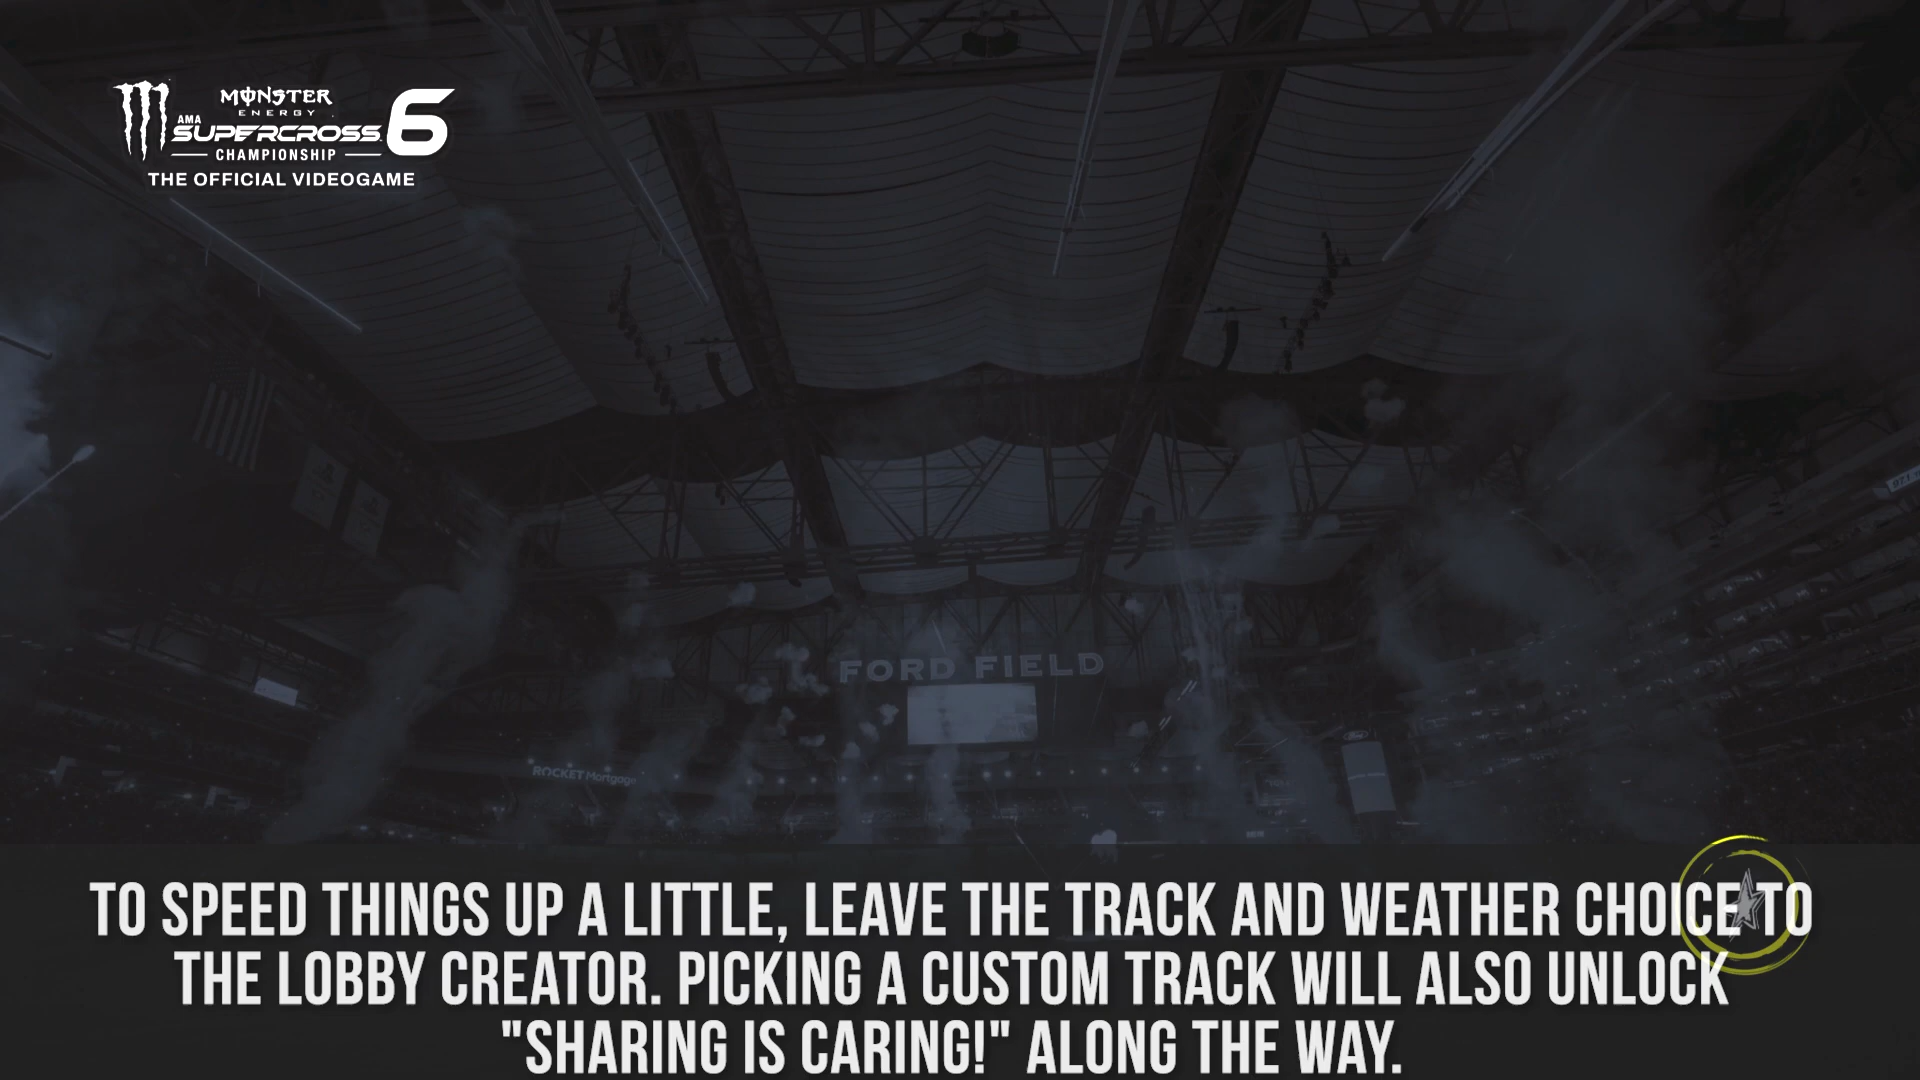 MONSTER
ENERGY
AMA
SUPERCROSS 6
CHAMPIONSHIP
THE OFFICIAL VIDEOGAME
FORD FIELD
ROCKET Mortgage
TO SPEED THINGS UP A LITTLE, LEAVE THE TRACK AND WEATHER CHOICE TO
THE LOBBY CREATOR. PICKING A CUSTOM TRACK WILL ALSO UNLOCK
"SHARING IS CARING!" ALONG THE WAY.